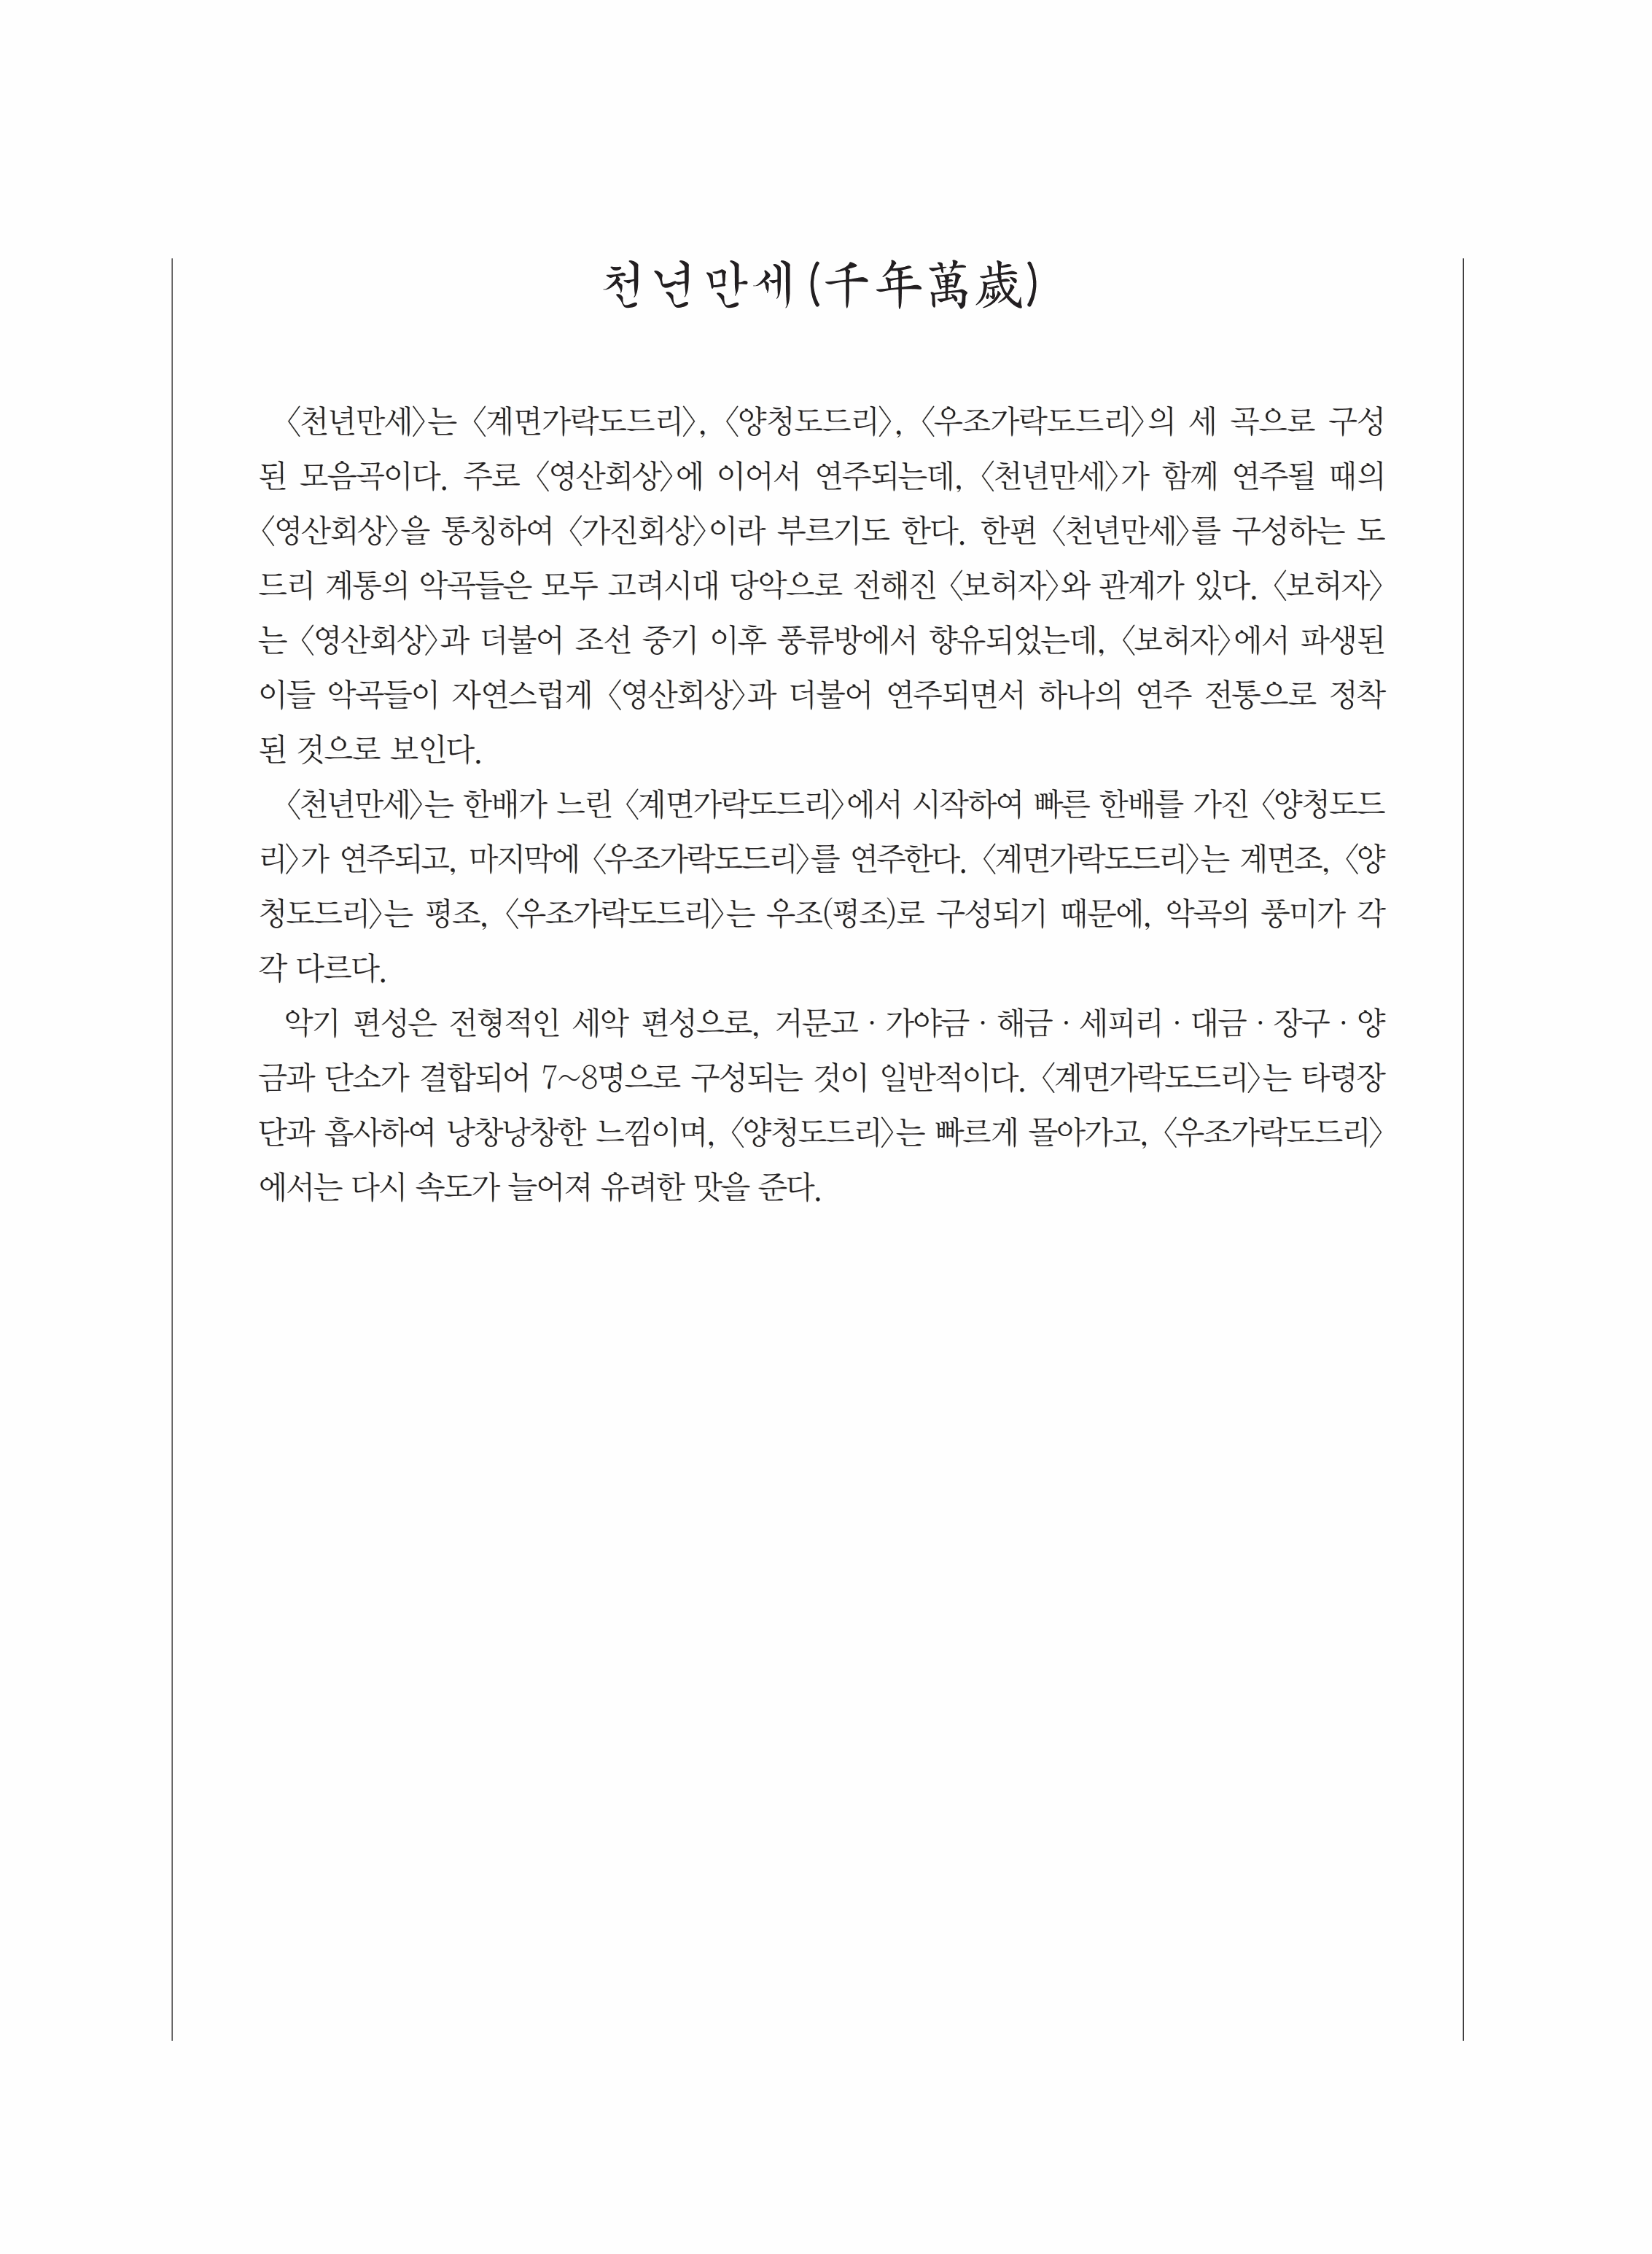 천년만세(千年萬歲)
〈천년만세〉는 〈계면가락도드리〉, 〈양청도드리〉, 〈우조가락도드리〉의 세 곡으로 구성
된 모음곡이다. 주로 〈영산회상〉에 이어서 연주되는데, 〈천년만세〉가 함께 연주될 때의
〈영산회상〉을 통칭하여 〈가진회상〉이라 부르기도 한다. 한편 〈천년만세〉를 구성하는 도
드리 계통의 악곡들은 모두 고려시대 당악으로 전해진 〈보허자〉와 관계가 있다. 〈보허자〉
는 〈영산회상〉과 더불어 조선 중기 이후 풍류방에서 향유되었는데, 〈보허자〉에서 파생된
이들 악곡들이 자연스럽게 〈영산회상〉과 더불어 연주되면서 하나의 연주 전통으로 정착
된 것으로 보인다.
〈천년만세〉는 한배가 느린 〈계면가락도드리〉에서 시작하여 빠른 한배를 가진 〈양청도드
리〉가 연주되고, 마지막에 〈우조가락도드리〉를 연주한다. 〈계면가락도드리〉는 계면조, 〈양
청도드리〉는 평조, 〈우조가락도드리〉는 우조(평조)로 구성되기 때문에, 악곡의 풍미가 각
각 다르다.
악기 편성은 전형적인 세악 편성으로, 거문고 · 가야금 · 해금 · 세피리 · 대금 · 장구 · 양
금과 단소가 결합되어 7~8명으로 구성되는 것이 일반적이다. 〈계면가락도드리〉는 타령장
단과 흡사하여 낭창낭창한 느낌이며, 〈양청도드리〉는 빠르게 몰아가고, 〈우조가락도드리〉
에서는 다시 속도가 늘어져 유려한 맛을 준다.